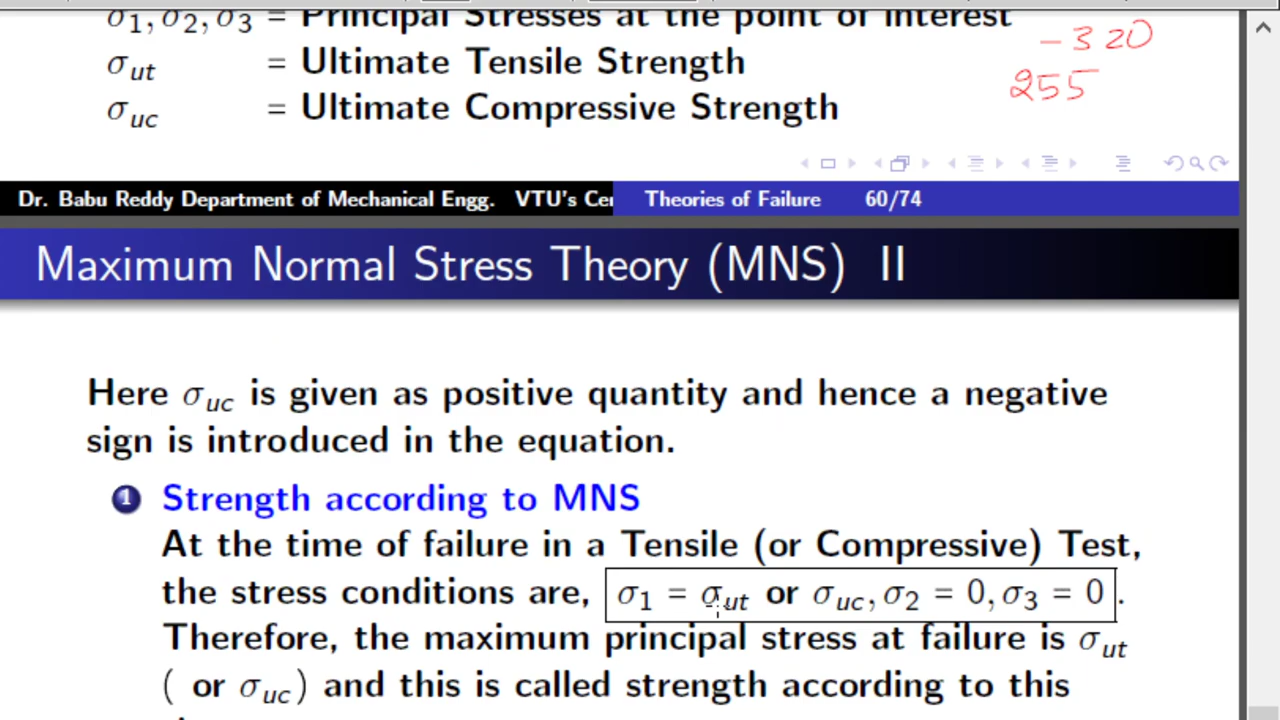 σ1, σ2, σ3 = Principal Stresses at the point of interest
σut = Ultimate Tensile Strength
σuc = Ultimate Compressive Strength
-320
255
Dr. Babu Reddy Department of Mechanical Engg. VTU's Cen Theories of Failure 60/74
Maximum Normal Stress Theory (MNS) II
Here σuc is given as positive quantity and hence a negative
sign is introduced in the equation.
1 Strength according to MNS
At the time of failure in a Tensile (or Compressive) Test,
the stress conditions are, σ1 = σut or σuc, σ2 = 0, σ3 = 0.
Therefore, the maximum principal stress at failure is σut
( or σuc) and this is called strength according to this